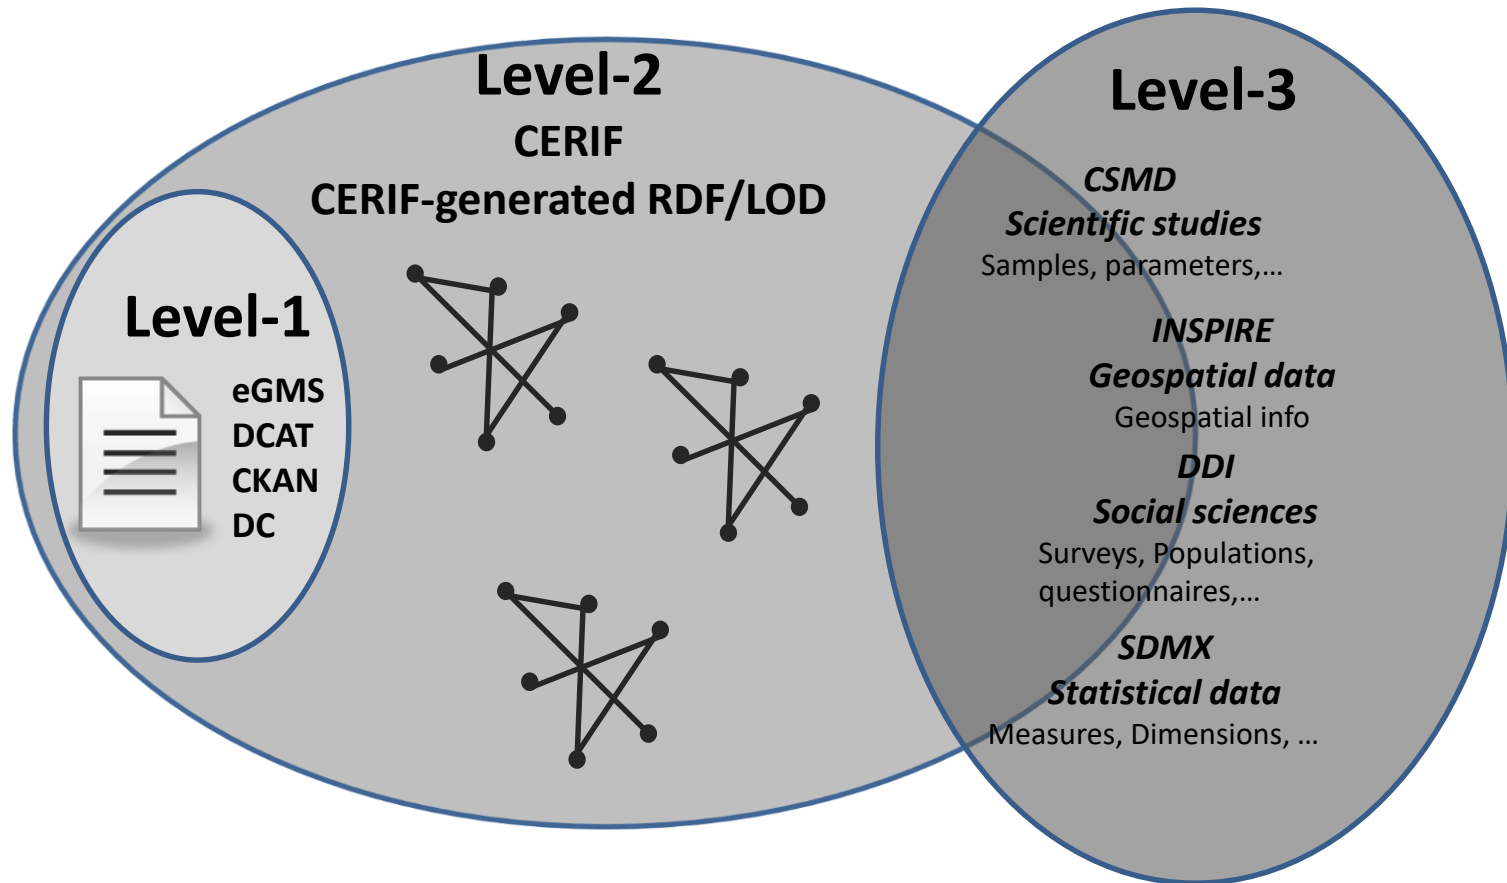 Level-2
CERIF
CERIF-generated RDF/LOD
Level-1
eGMS
DCAT
CKAN
DC
Level-3
CSMD
Scientific studies
Samples, parameters,...
INSPIRE
Geospatial data
Geospatial info
DDI
Social sciences
Surveys, Populations,
questionnaires,...
SDMX
Statistical data
Measures, Dimensions, ...